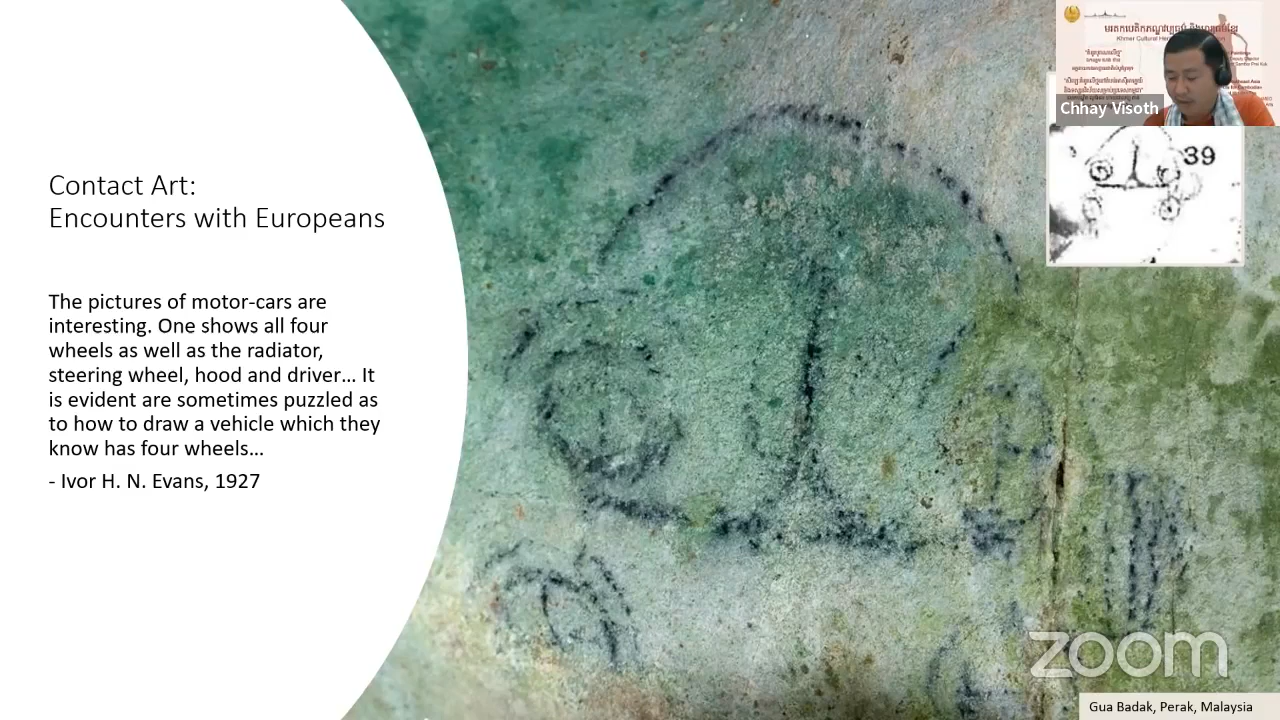 Contact Art:
Encounters with Europeans
The pictures of motor-cars are
interesting. One shows all four
wheels as well as the radiator,
steering wheel, hood and driver... It
is evident are sometimes puzzled as
to how to draw a vehicle which they
know has four wheels...
- Ivor H. N. Evans, 1927
Chhay Visoth
39
zoom
Gua Badak, Perak, Malaysia